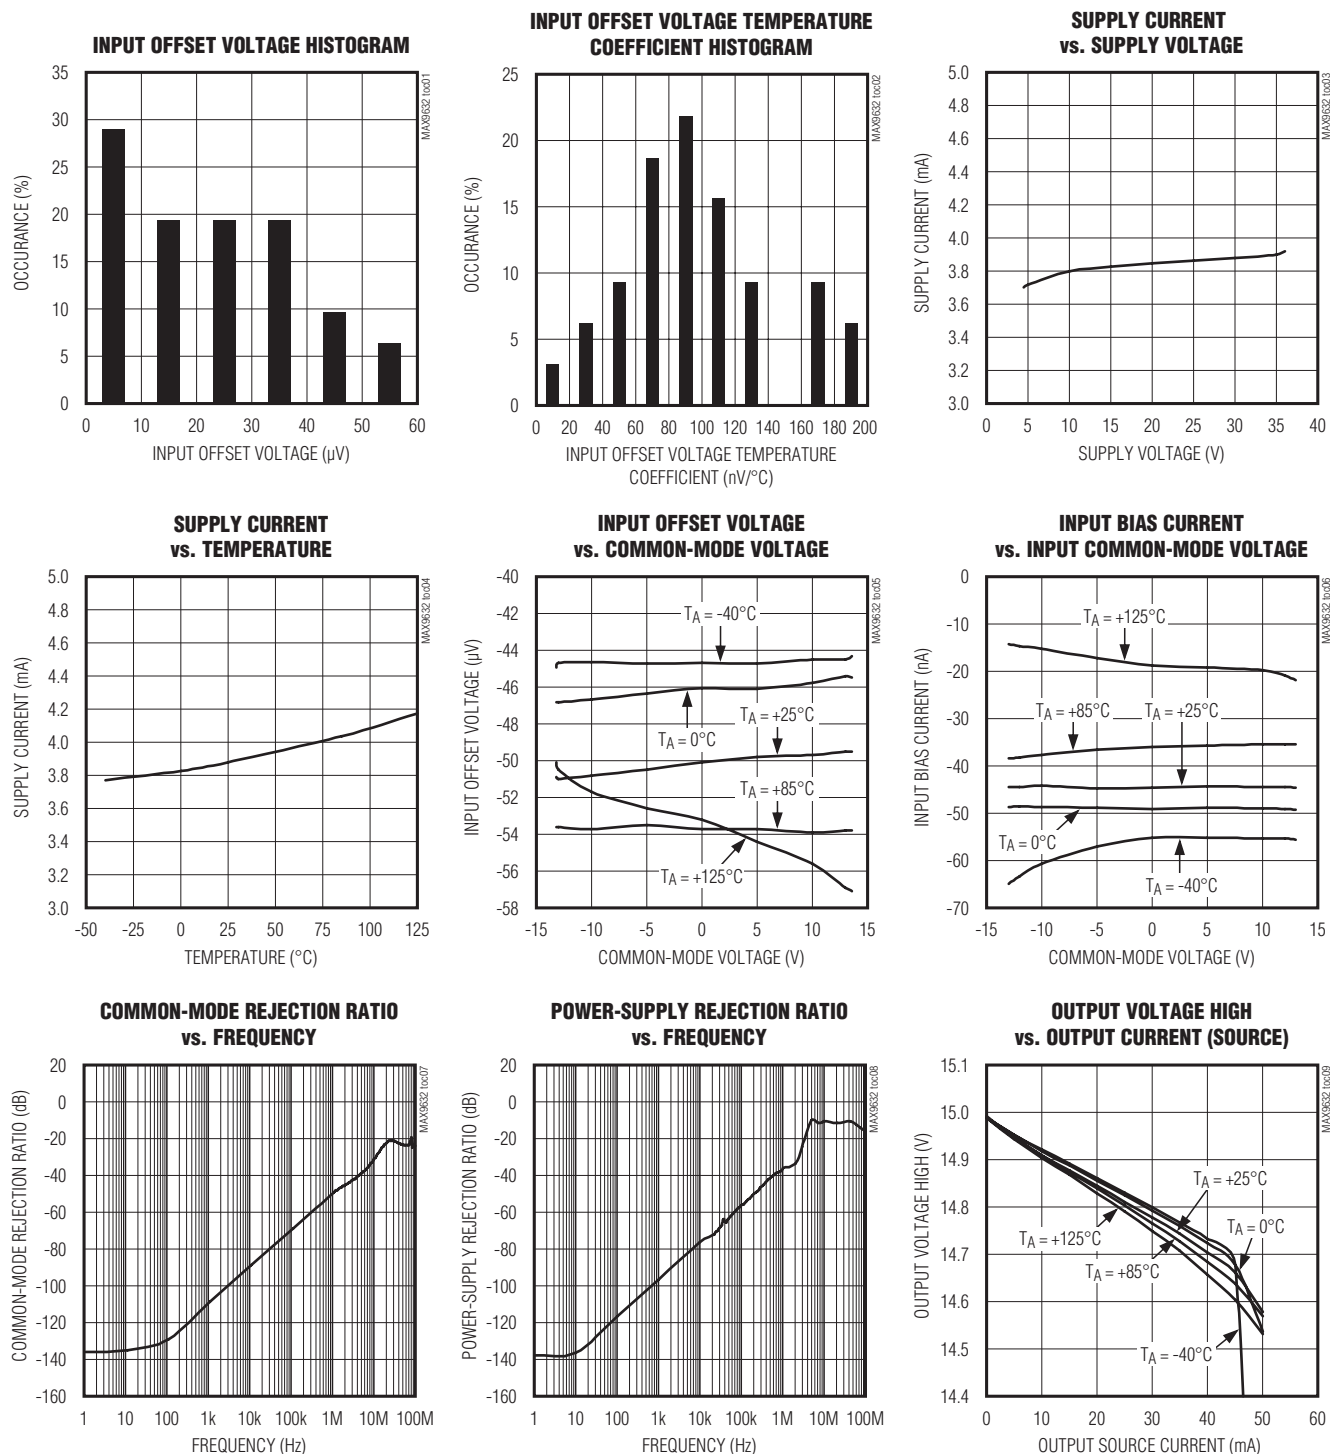 INPUT OFFSET VOLTAGE HISTOGRAM
MAX9632 toc01
OCCURANCE (%)
35
30
25
20
15
10
5
0
0 10 20 30 40 50 60
INPUT OFFSET VOLTAGE (µV)
INPUT OFFSET VOLTAGE TEMPERATURE
COEFFICIENT HISTOGRAM
MAX9632 toc02
OCCURANCE (%)
25
20
15
10
5
0
0 20 40 60 80 100 120 140 160 180 200
INPUT OFFSET VOLTAGE TEMPERATURE
COEFFICIENT (nV/°C)
SUPPLY CURRENT
vs. SUPPLY VOLTAGE
MAX9632 toc03
SUPPLY CURRENT (mA)
5.0
4.8
4.6
4.4
4.2
4.0
3.8
3.6
3.4
3.2
3.0
0 5 10 15 20 25 30 35 40
SUPPLY VOLTAGE (V)
SUPPLY CURRENT
vs. TEMPERATURE
MAX9632 toc04
SUPPLY CURRENT (mA)
5.0
4.8
4.6
4.4
4.2
4.0
3.8
3.6
3.4
3.2
3.0
-50 -25 0 25 50 75 100 125
TEMPERATURE (°C)
INPUT OFFSET VOLTAGE
vs. COMMON-MODE VOLTAGE
MAX9632 toc05
INPUT OFFSET VOLTAGE (µV)
-40
-42
-44
-46
-48
-50
-52
-54
-56
-58
TA = -40°C
TA = +25°C
TA = 0°C
TA = +85°C
TA = +125°C
-15 -10 -5 0 5 10 15
COMMON-MODE VOLTAGE (V)
INPUT BIAS CURRENT
vs. INPUT COMMON-MODE VOLTAGE
MAX9632 toc06
INPUT BIAS CURRENT (nA)
0
-10
-20
-30
-40
-50
-60
-70
TA = +125°C
TA = +85°C
TA = +25°C
TA = 0°C
TA = -40°C
-15 -10 -5 0 5 10 15
COMMON-MODE VOLTAGE (V)
COMMON-MODE REJECTION RATIO
vs. FREQUENCY
MAX9632 toc07
COMMON-MODE REJECTION RATIO (dB)
20
0
-20
-40
-60
-80
-100
-120
-140
-160
1 10 100 1k 10k 100k 1M 10M 100M
FREQUENCY (Hz)
POWER-SUPPLY REJECTION RATIO
vs. FREQUENCY
MAX9632 toc08
POWER-SUPPLY REJECTION RATIO (dB)
20
0
-20
-40
-60
-80
-100
-120
-140
-160
1 10 100 1k 10k 100k 1M 10M 100M
FREQUENCY (Hz)
OUTPUT VOLTAGE HIGH
vs. OUTPUT CURRENT (SOURCE)
MAX9632 toc09
OUTPUT VOLTAGE HIGH (V)
15.1
15.0
14.9
14.8
14.7
14.6
14.5
14.4
TA = +25°C
TA = 0°C
TA = +125°C
TA = +85°C
TA = -40°C
0 10 20 30 40 50 60
OUTPUT SOURCE CURRENT (mA)